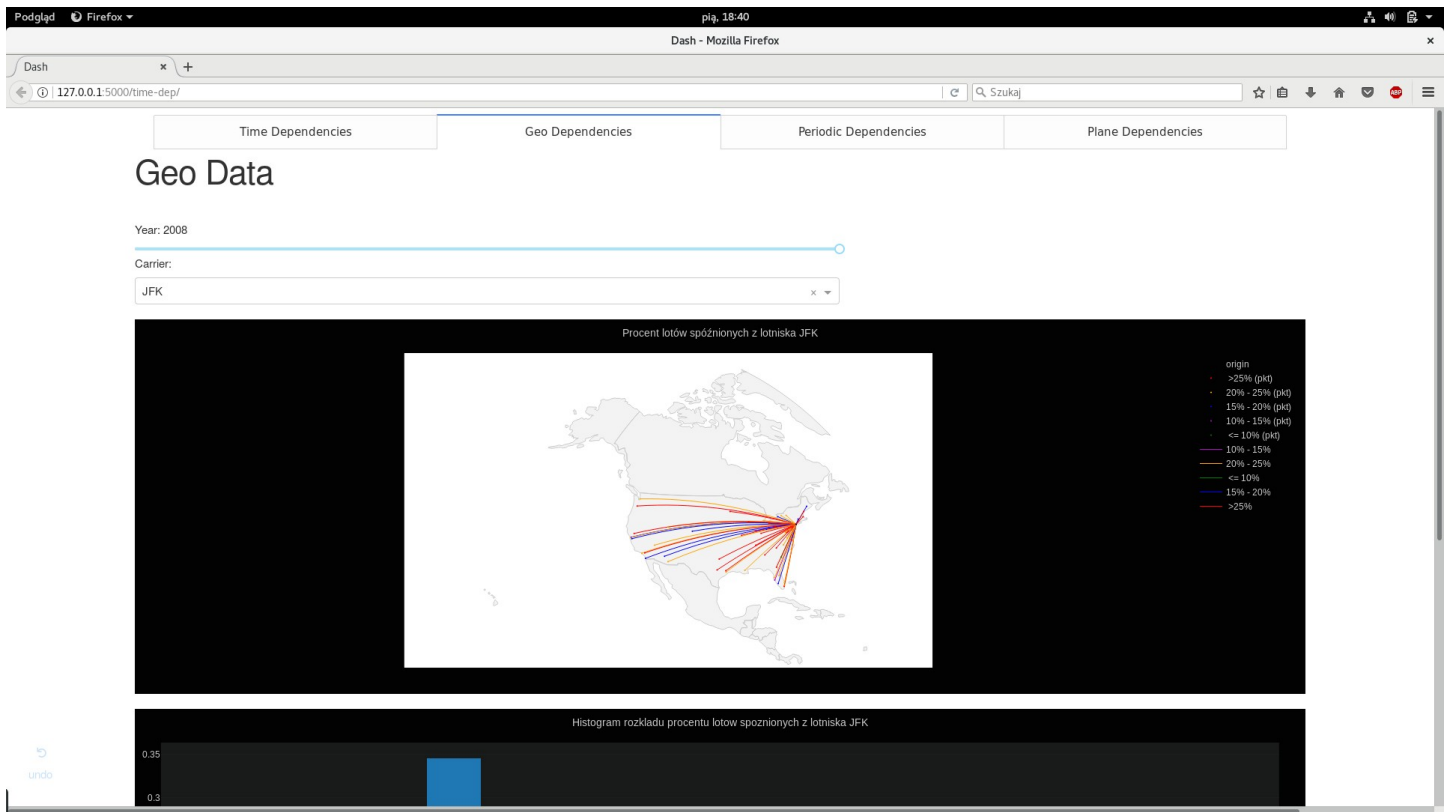 Podgląd Firefox
pią, 18:40
Dash - Mozilla Firefox ×
Dash × +
127.0.0.1:5000/time-dep/
Szukaj
ABP
Time Dependencies Geo Dependencies Periodic Dependencies Plane Dependencies
Geo Data
Year: 2008
Carrier:
JFK ×
Procent lotów spóźnionych z lotniska JFK
origin
>25% (pkt)
20% - 25% (pkt)
15% - 20% (pkt)
10% - 15% (pkt)
<= 10% (pkt)
10% - 15%
20% - 25%
<= 10%
15% - 20%
>25%
Histogram rozkladu procentu lotow spoznionych z lotniska JFK
0.35
0.3
undo